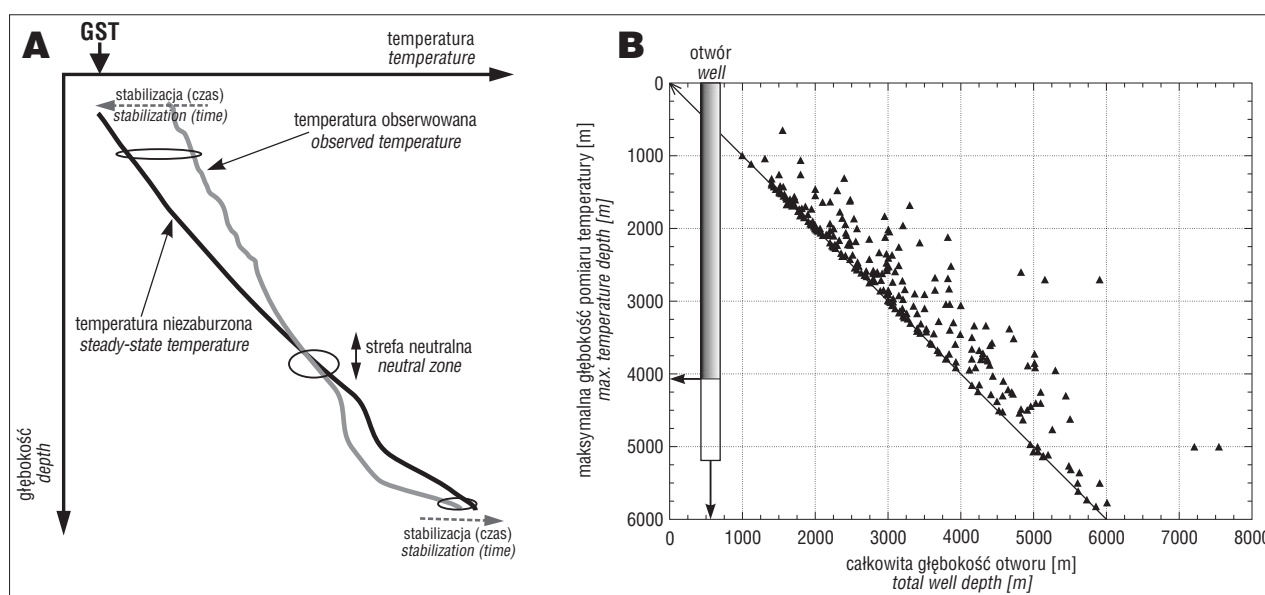 A
GST
temperatura
temperature
stabilizacja (czas)
stabilization (time)
temperatura obserwowana
observed temperature
temperatura niezaburzona
steady-state temperature
strefa neutralna
neutral zone
głębokość
depth
stabilizacja (czas)
stabilization (time)
B
otwór
well
maksymalna głębokość pomiaru temperatury [m]
max. temperature depth [m]
0
1000
2000
3000
4000
5000
6000
0 1000 2000 3000 4000 5000 6000 7000 8000
całkowita głębokość otworu [m]
total well depth [m]